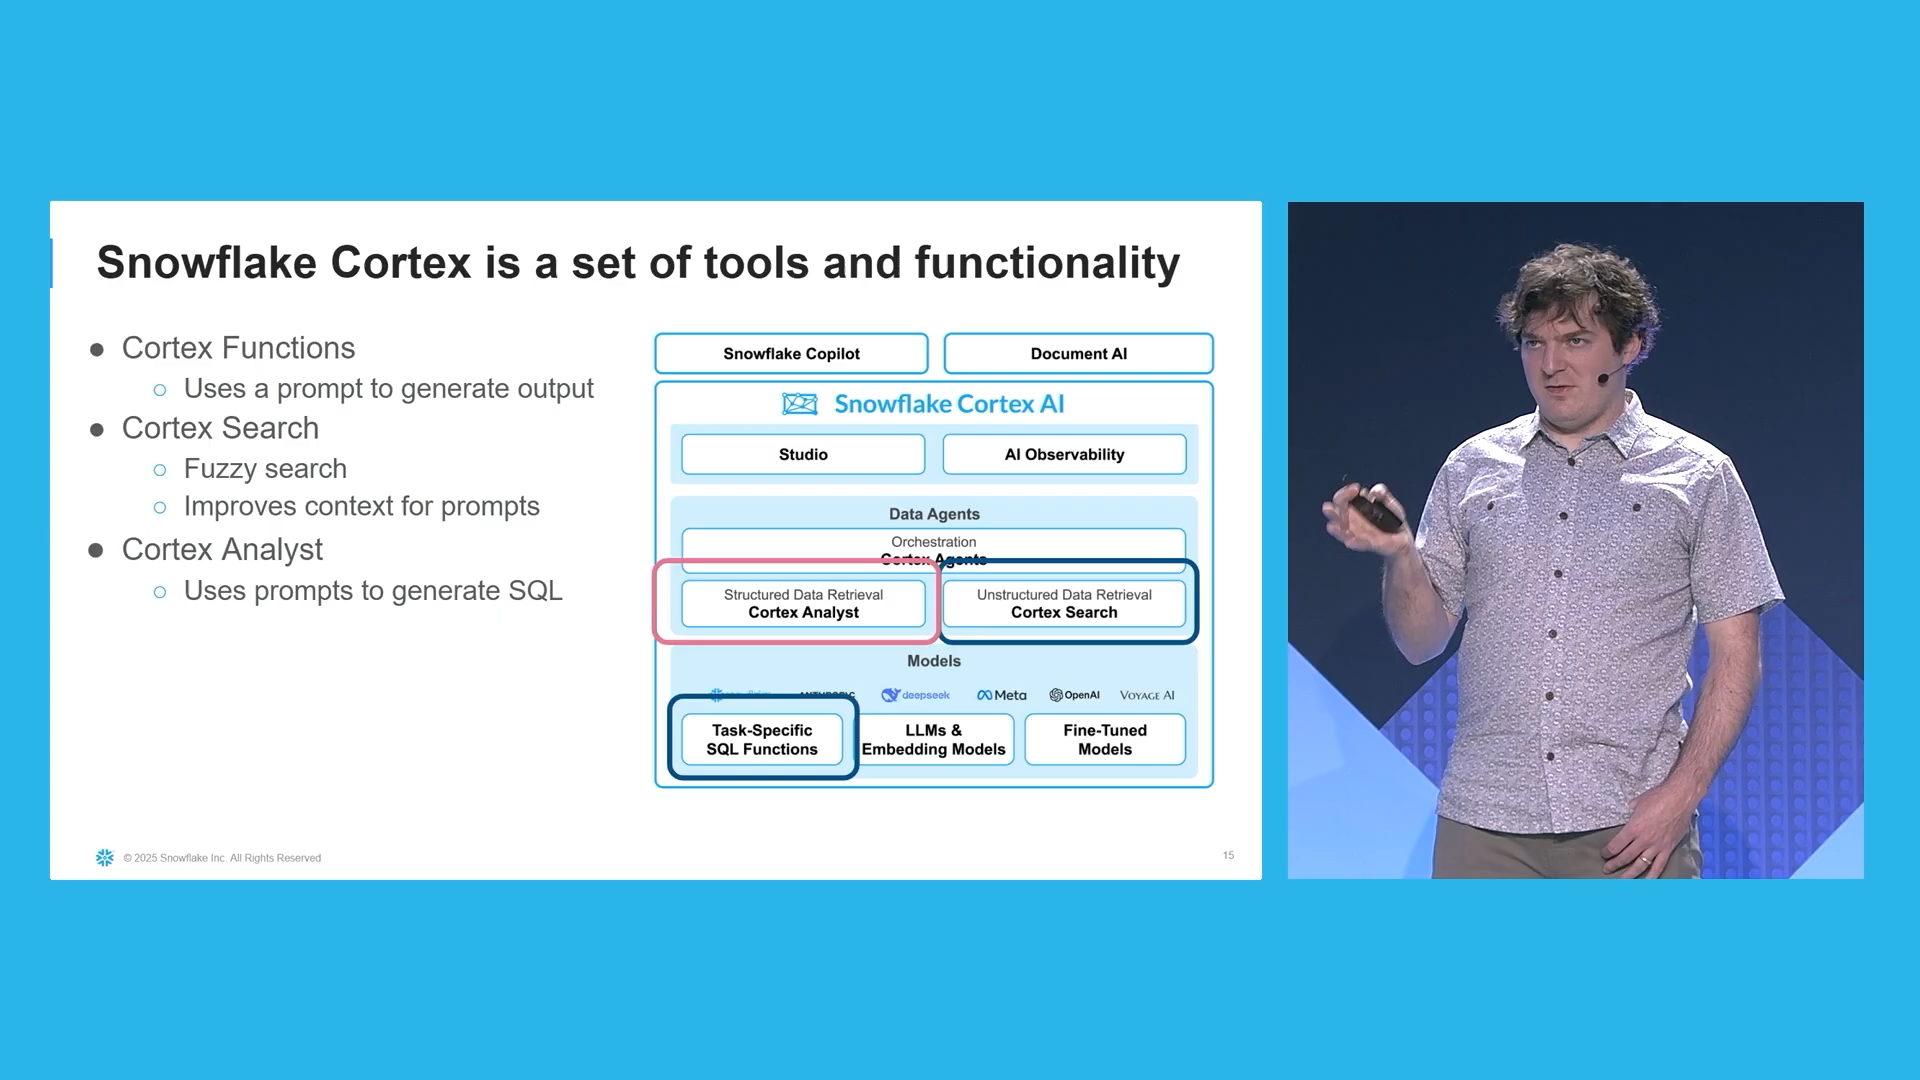 Snowflake Cortex is a set of tools and functionality
Cortex Functions
Uses a prompt to generate output
Cortex Search
Fuzzy search
Improves context for prompts
Cortex Analyst
Uses prompts to generate SQL
Snowflake Copilot
Document AI
Snowflake Cortex AI
Studio
AI Observability
Data Agents
Orchestration
Cortex Agents
Structured Data Retrieval
Cortex Analyst
Unstructured Data Retrieval
Cortex Search
Models
snowflake
ANTHROPIC
deepseek
Meta
OpenAI
VOYAGE AI
Task-Specific
SQL Functions
LLMs &
Embedding Models
Fine-Tuned
Models
© 2025 Snowflake Inc. All Rights Reserved
15